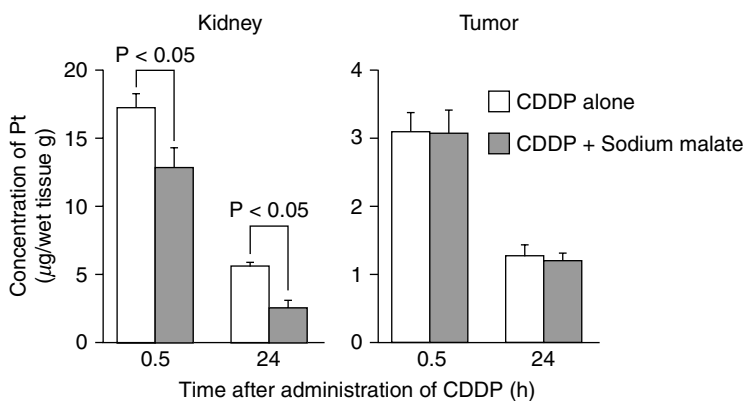 Kidney
Tumor
P < 0.05
20
15
10
5
0
P < 0.05
0.5
24
4
3
2
1
0
0.5
24
CDDP alone
CDDP + Sodium malate
Concentration of Pt
(μg/wet tissue g)
Time after administration of CDDP (h)